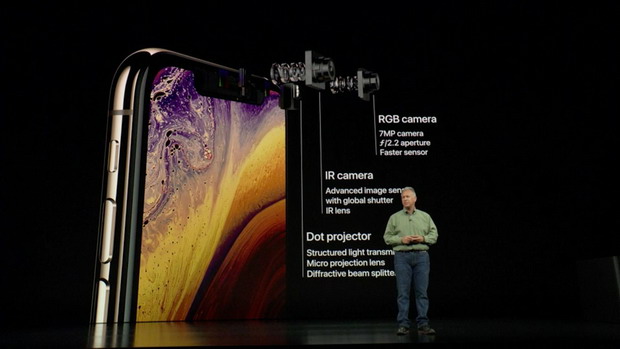 RGB camera
7MP camera
ƒ/2.2 aperture
Faster sensor
IR camera
Advanced image sen
with global shutter
IR lens
Dot projector
Structured light transm
Micro projection lens
Diffractive beam splitte